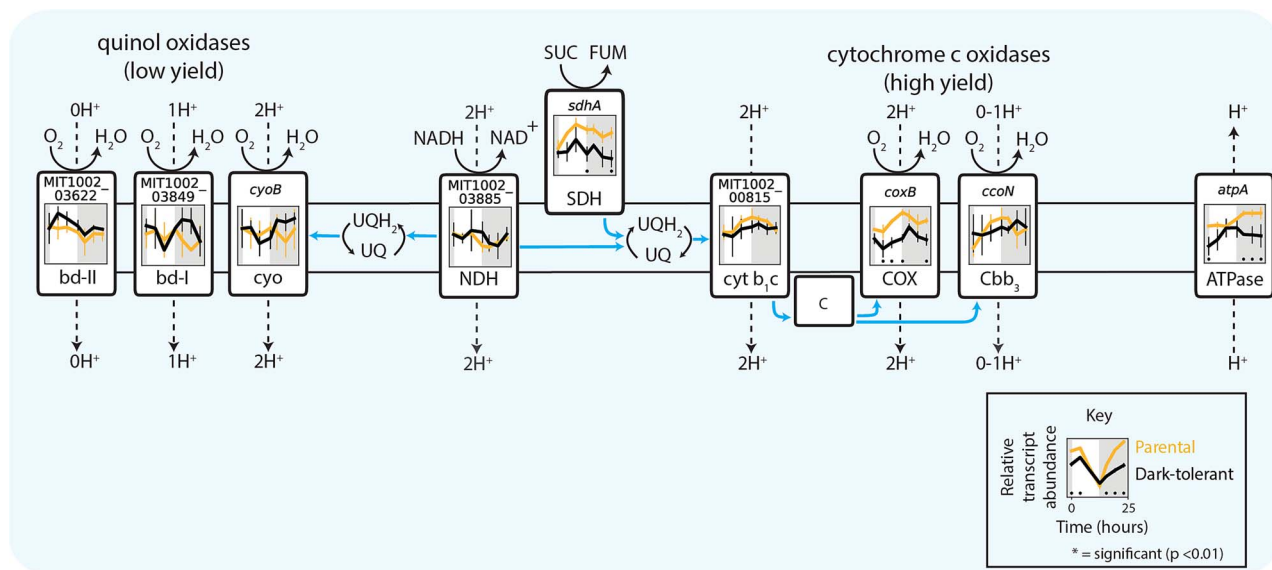 quinol oxidases
(low yield)
cytochrome c oxidases
(high yield)
SUC FUM
0H⁺
1H⁺
2H⁺
2H⁺
2H⁺
2H⁺
0-1H⁺
H⁺
O₂ H₂O
O₂ H₂O
O₂ H₂O
NADH NAD⁺
O₂ H₂O
O₂ H₂O
MIT1002_
03622
bd-II
MIT1002_
03849
bd-I
cyoB
cyo
UQH₂
UQ
MIT1002_
03885
NDH
sdhA
SDH
UQH₂
UQ
MIT1002_
00815
cyt b₁c
C
coxB
COX
ccoN
Cbb₃
atpA
ATPase
0H⁺
1H⁺
2H⁺
2H⁺
2H⁺
2H⁺
0-1H⁺
H⁺
Key
Relative
transcript
abundance
Parental
Dark-tolerant
0 25
Time (hours)
* = significant (p <0.01)